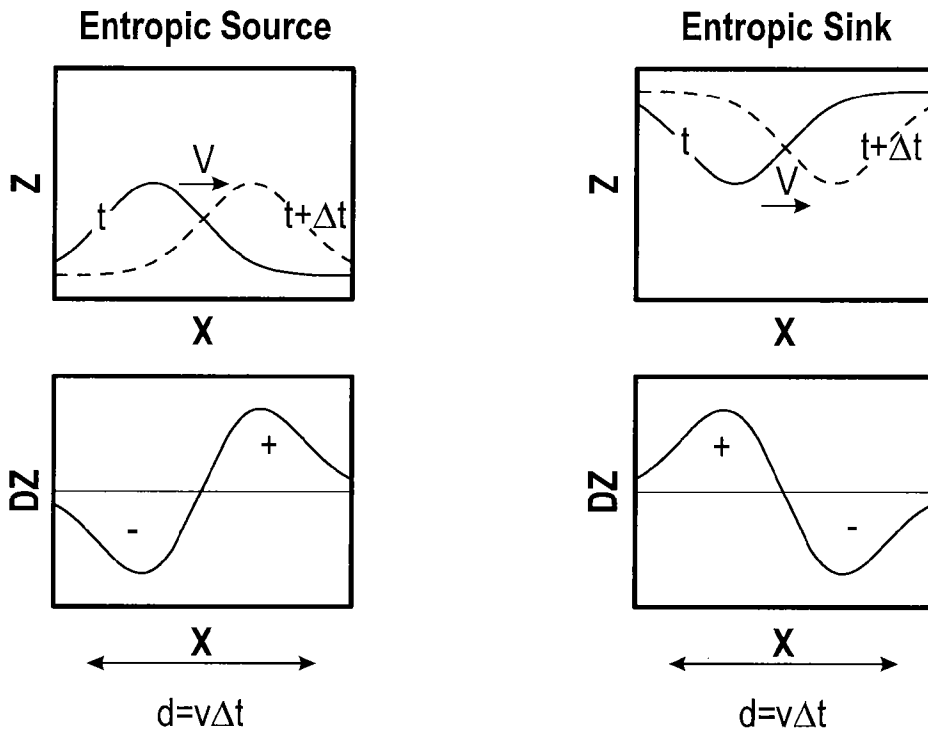 Entropic Source
Z
t
V
t+Δt
X
DZ
-
+
X
d=vΔt
Entropic Sink
Z
t
V
t+Δt
X
DZ
+
-
X
d=vΔt